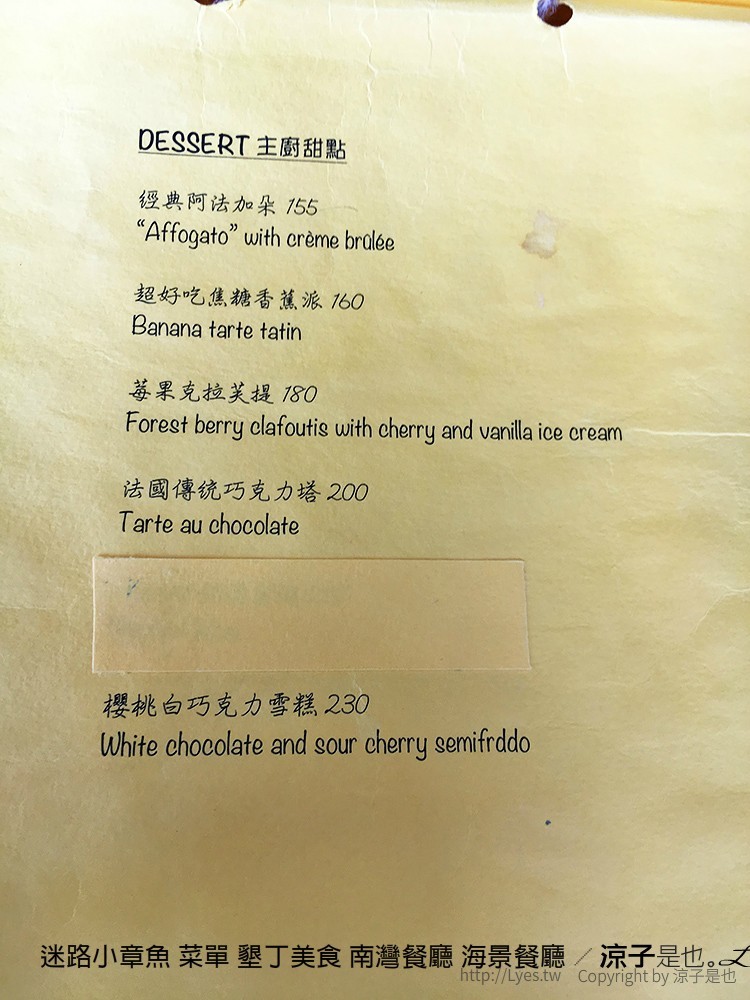 DESSERT 主廚甜點
經典阿法加朵 155
“Affogato” with crème brûlée
超好吃焦糖香蕉派 160
Banana tarte tatin
莓果克拉芙提 180
Forest berry clafoutis with cherry and vanilla ice cream
法國傳統巧克力塔 200
Tarte au chocolate
櫻桃白巧克力雪糕 230
White chocolate and sour cherry semifrddo
迷路小章魚 菜單 墾丁美食 南灣餐廳 海景餐廳 / 涼子是也。L
http://Lyes.tw Copyright by 涼子是也